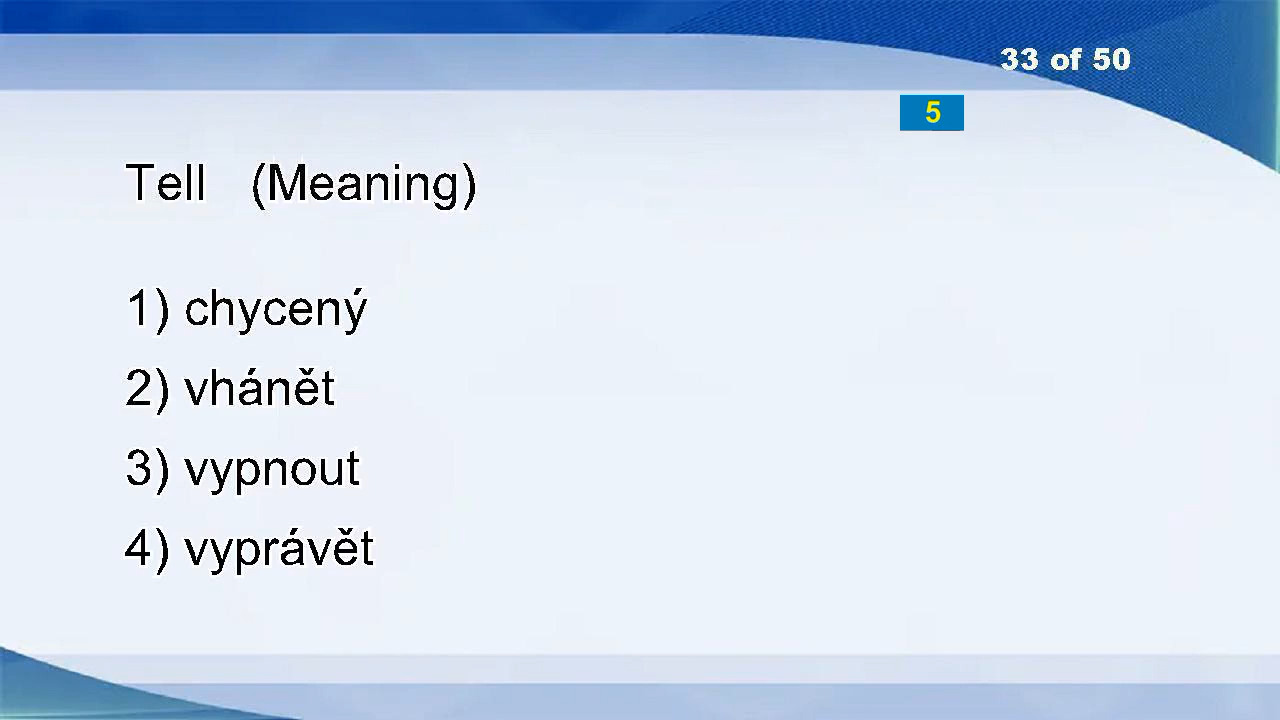 33 of 50
5
Tell (Meaning)
1) chycený
2) vhánět
3) vypnout
4) vyprávět